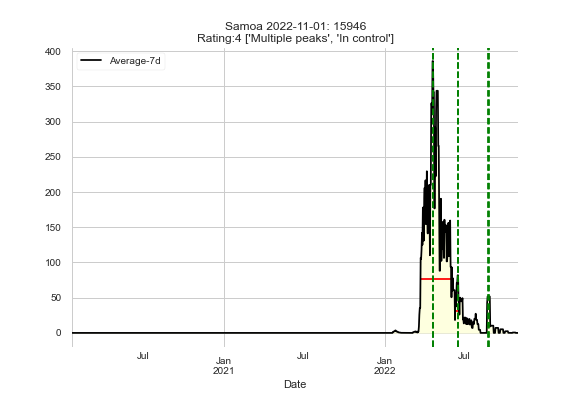 Samoa 2022-11-01: 15946
Rating:4 ['Multiple peaks', 'In control']
400
350
300
250
200
150
100
50
0
Average-7d
Jul
Jan
2021
Jul
Jan
2022
Jul
Date